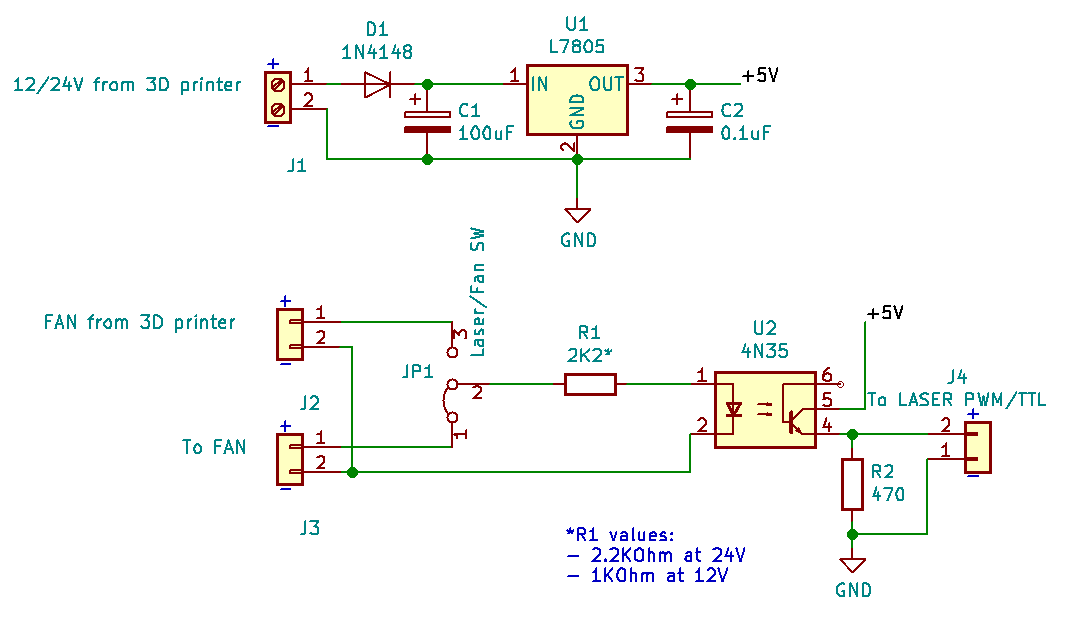 D1
1N4148
U1
L7805
12/24V from 3D printer
+
1
2
-
J1
+
C1
100uF
1
IN
OUT
GND
2
3
+5V
+
C2
0.1uF
GND
Laser/Fan SW
FAN from 3D printer
+
1
2
-
J2
JP1
3
2
1
R1
2K2*
U2
4N35
1
2
6
5
4
+5V
J4
To LASER PWM/TTL
+
2
1
-
To FAN
+
1
2
-
J3
R2
470
GND
*R1 values:
- 2.2KOhm at 24V
- 1KOhm at 12V